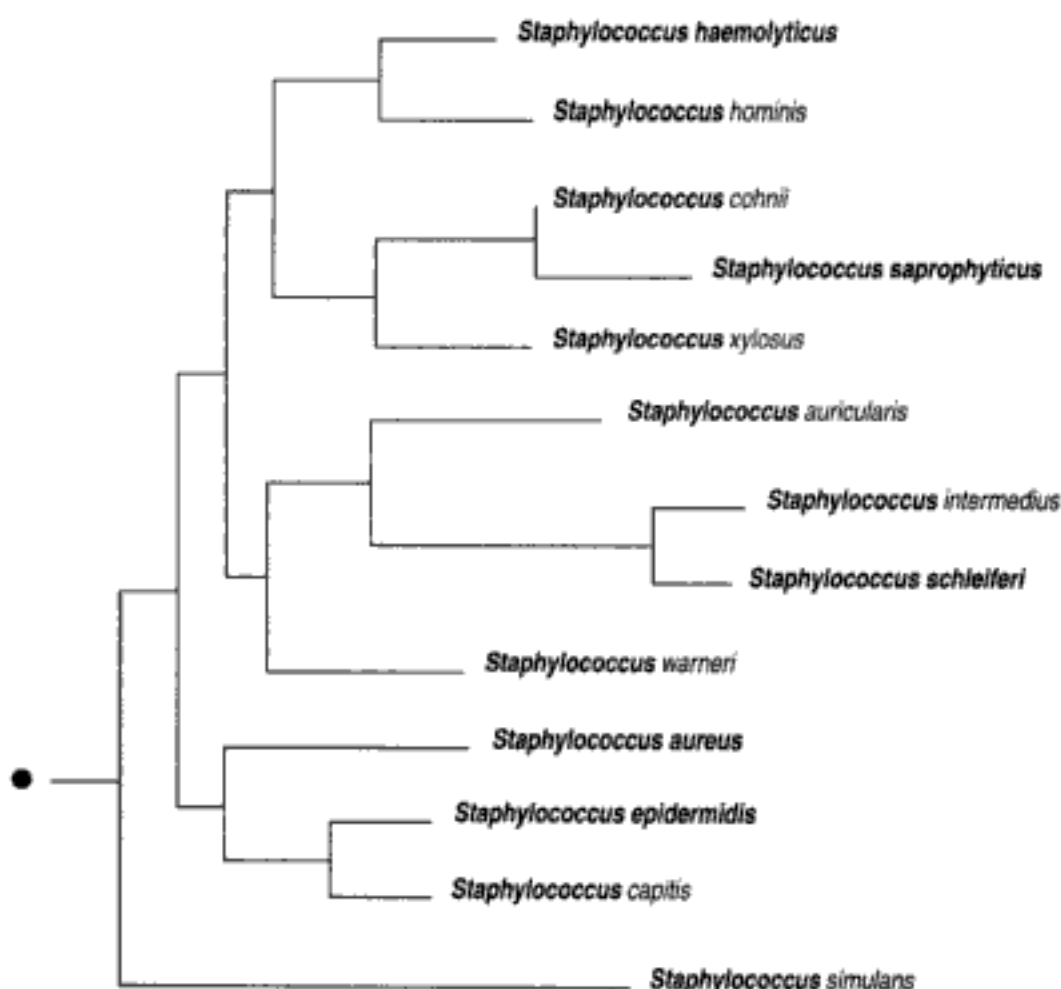 Staphylococcus haemolyticus
Staphylococcus hominis
Staphylococcus cohnii
Staphylococcus saprophyticus
Staphylococcus xylosus
Staphylococcus auricularis
Staphylococcus intermedius
Staphylococcus schleiferi
Staphylococcus warneri
Staphylococcus aureus
Staphylococcus epidermidis
Staphylococcus capitis
Staphylococcus simulans